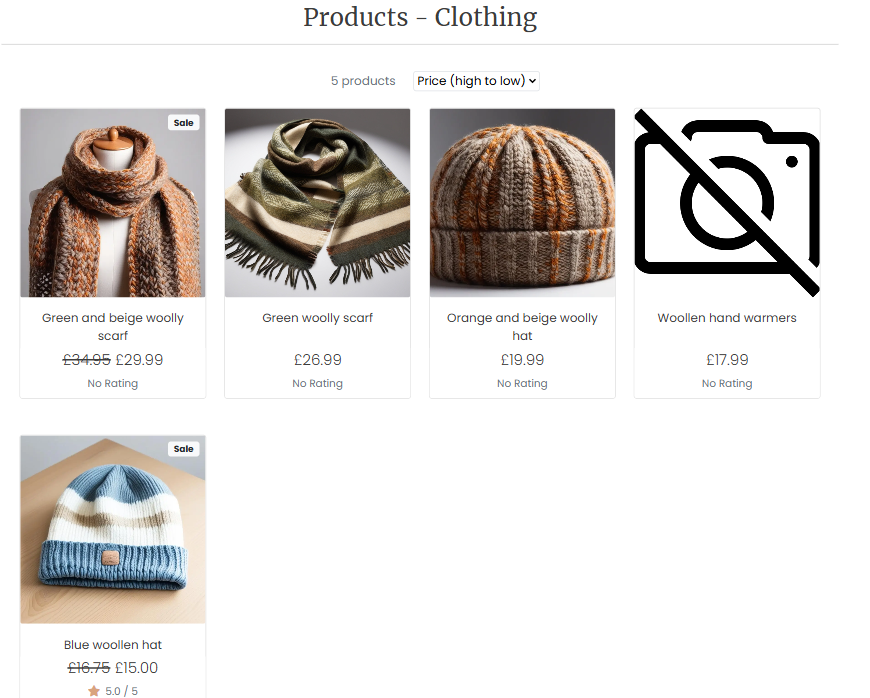 Products - Clothing
5 products Price (high to low)
Sale
Green and beige woolly
scarf
£34.95 £29.99
No Rating
Green woolly scarf
£26.99
No Rating
Orange and beige woolly
hat
£19.99
No Rating
Woollen hand warmers
£17.99
No Rating
Sale
Blue woollen hat
£16.75 £15.00
5.0 / 5